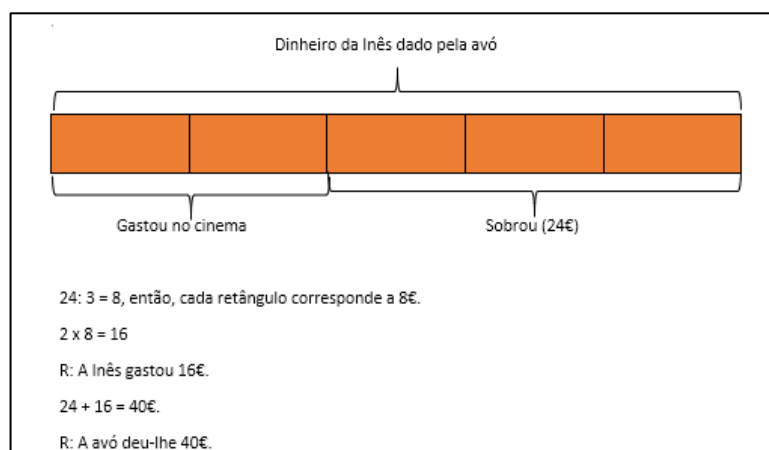 Dinheiro da Inês dado pela avó
Gastou no cinema
Sobrou (24€)
24: 3 = 8, então, cada retângulo corresponde a 8€.
2 x 8 = 16
R: A Inês gastou 16€.
24 + 16 = 40€.
R: A avó deu-lhe 40€.